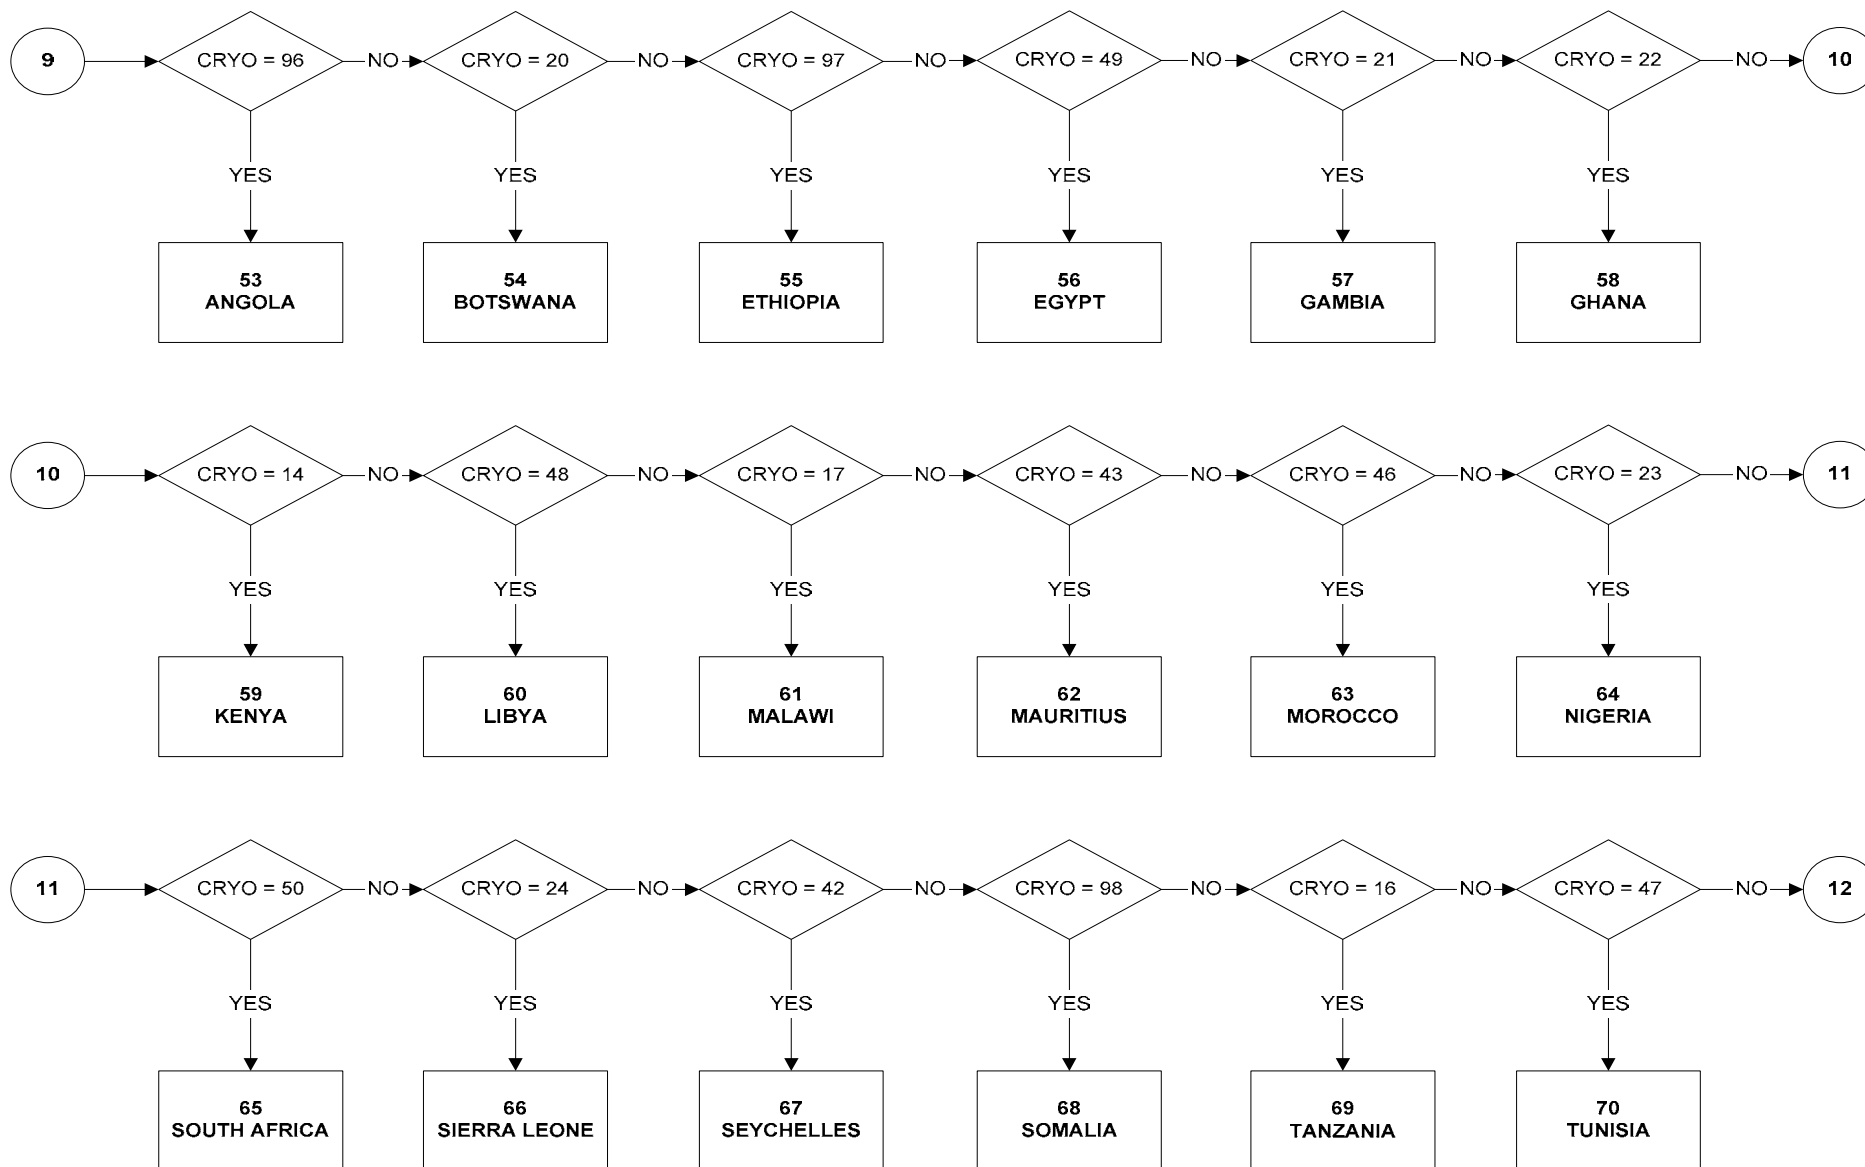 9
CRYO = 96
NO
CRYO = 20
NO
CRYO = 97
NO
CRYO = 49
NO
CRYO = 21
NO
CRYO = 22
NO
10
YES
YES
YES
YES
YES
YES
53
ANGOLA
54
BOTSWANA
55
ETHIOPIA
56
EGYPT
57
GAMBIA
58
GHANA
10
CRYO = 14
NO
CRYO = 48
NO
CRYO = 17
NO
CRYO = 43
NO
CRYO = 46
NO
CRYO = 23
NO
11
YES
YES
YES
YES
YES
YES
59
KENYA
60
LIBYA
61
MALAWI
62
MAURITIUS
63
MOROCCO
64
NIGERIA
11
CRYO = 50
NO
CRYO = 24
NO
CRYO = 42
NO
CRYO = 98
NO
CRYO = 16
NO
CRYO = 47
NO
12
YES
YES
YES
YES
YES
YES
65
SOUTH AFRICA
66
SIERRA LEONE
67
SEYCHELLES
68
SOMALIA
69
TANZANIA
70
TUNISIA